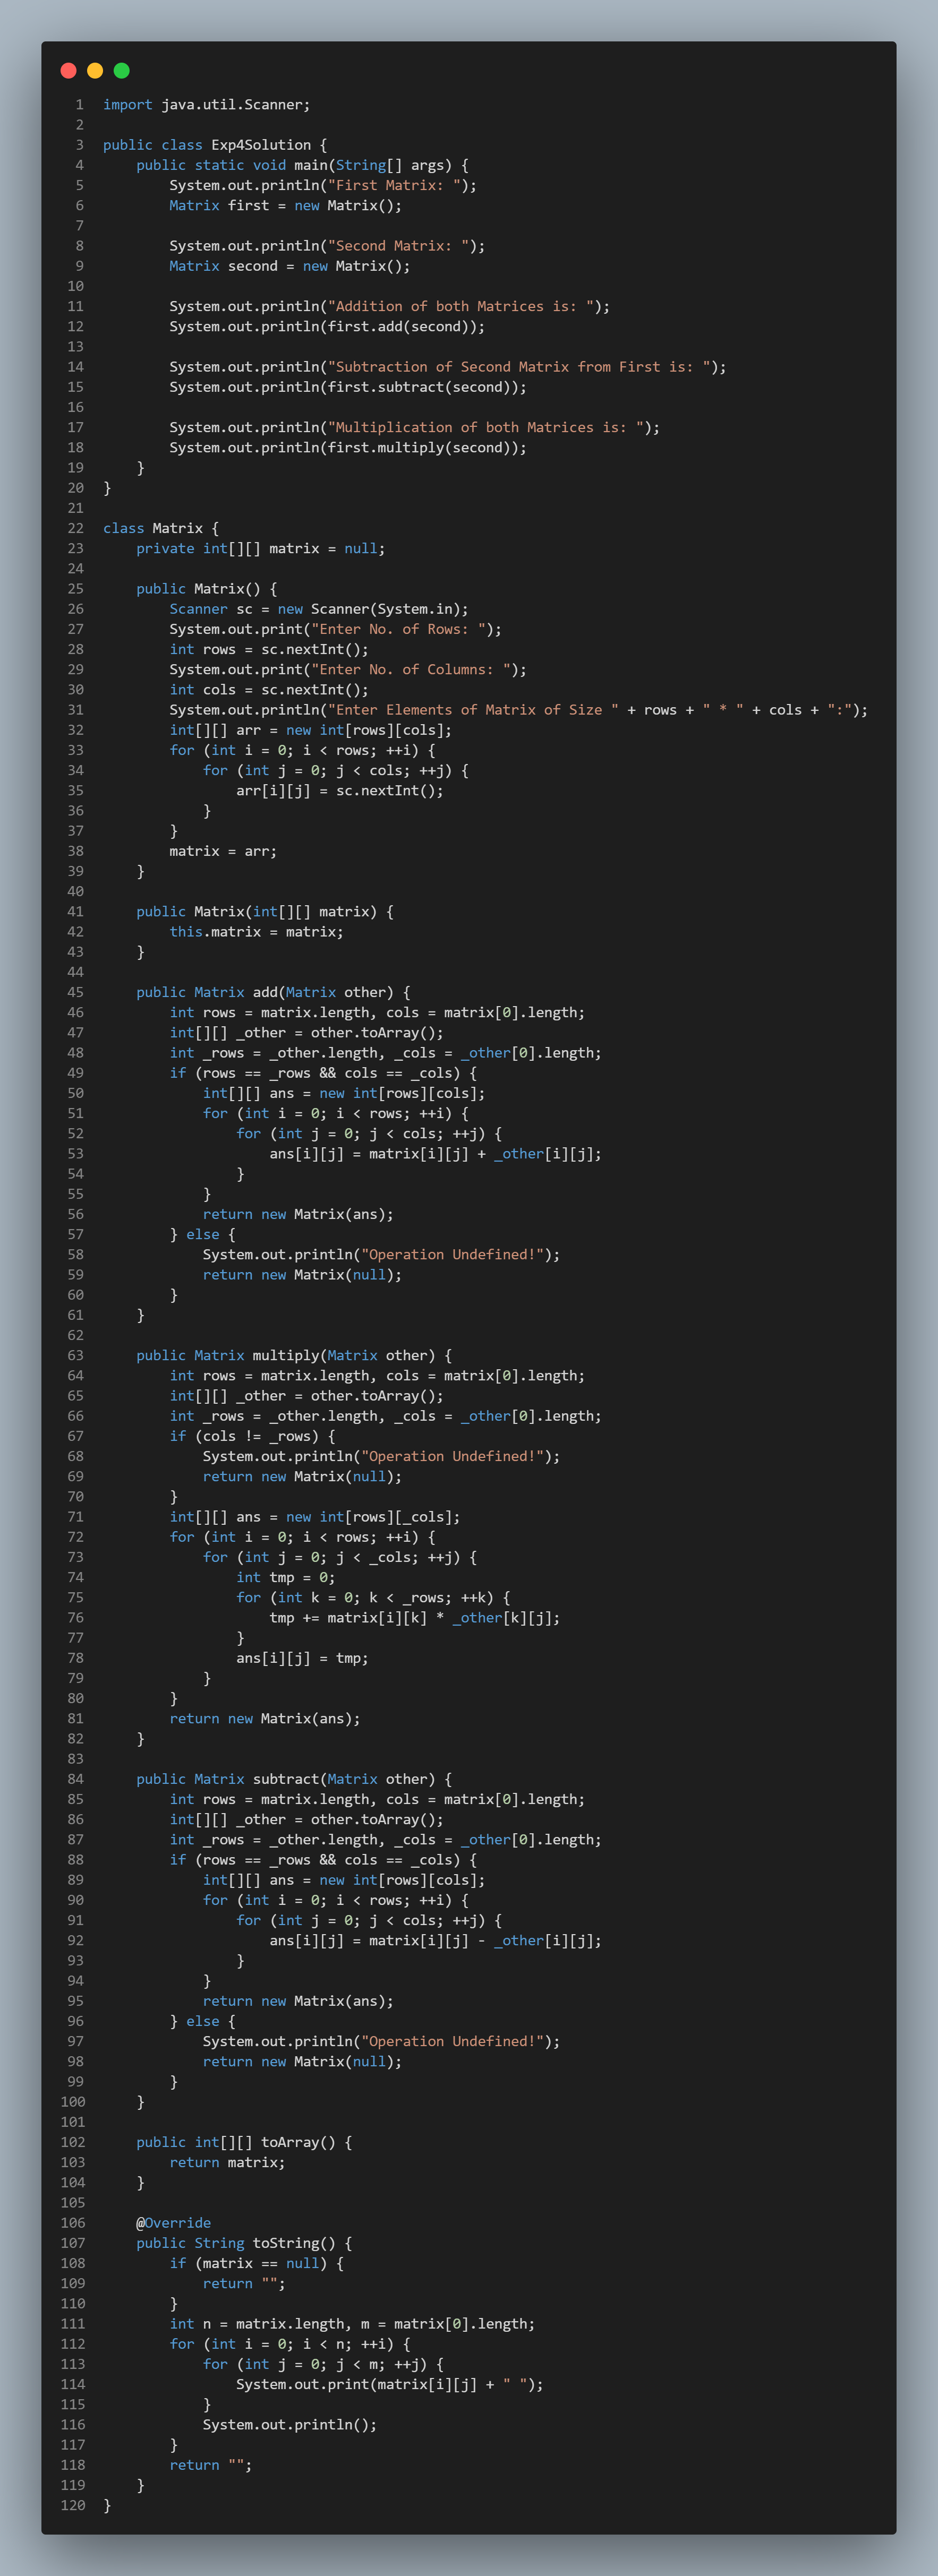 1 import java.util.Scanner;
2
3 public class Exp4Solution {
4     public static void main(String[] args) {
5         System.out.println("First Matrix: ");
6         Matrix first = new Matrix();
7
8         System.out.println("Second Matrix: ");
9         Matrix second = new Matrix();
10
11         System.out.println("Addition of both Matrices is: ");
12         System.out.println(first.add(second));
13
14         System.out.println("Subtraction of Second Matrix from First is: ");
15         System.out.println(first.subtract(second));
16
17         System.out.println("Multiplication of both Matrices is: ");
18         System.out.println(first.multiply(second));
19     }
20 }
21
22 class Matrix {
23     private int[][] matrix = null;
24
25     public Matrix() {
26         Scanner sc = new Scanner(System.in);
27         System.out.print("Enter No. of Rows: ");
28         int rows = sc.nextInt();
29         System.out.print("Enter No. of Columns: ");
30         int cols = sc.nextInt();
31         System.out.println("Enter Elements of Matrix of Size " + rows + " * " + cols + ":");
32         int[][] arr = new int[rows][cols];
33         for (int i = 0; i < rows; ++i) {
34             for (int j = 0; j < cols; ++j) {
35                 arr[i][j] = sc.nextInt();
36             }
37         }
38         matrix = arr;
39     }
40
41     public Matrix(int[][] matrix) {
42         this.matrix = matrix;
43     }
44
45     public Matrix add(Matrix other) {
46         int rows = matrix.length, cols = matrix[0].length;
47         int[][] _other = other.toArray();
48         int _rows = _other.length, _cols = _other[0].length;
49         if (rows == _rows && cols == _cols) {
50             int[][] ans = new int[rows][cols];
51             for (int i = 0; i < rows; ++i) {
52                 for (int j = 0; j < cols; ++j) {
53                     ans[i][j] = matrix[i][j] + _other[i][j];
54                 }
55             }
56             return new Matrix(ans);
57         } else {
58             System.out.println("Operation Undefined!");
59             return new Matrix(null);
60         }
61     }
62
63     public Matrix multiply(Matrix other) {
64         int rows = matrix.length, cols = matrix[0].length;
65         int[][] _other = other.toArray();
66         int _rows = _other.length, _cols = _other[0].length;
67         if (cols != _rows) {
68             System.out.println("Operation Undefined!");
69             return new Matrix(null);
70         }
71         int[][] ans = new int[rows][_cols];
72         for (int i = 0; i < rows; ++i) {
73             for (int j = 0; j < _cols; ++j) {
74                 int tmp = 0;
75                 for (int k = 0; k < _rows; ++k) {
76                     tmp += matrix[i][k] * _other[k][j];
77                 }
78                 ans[i][j] = tmp;
79             }
80         }
81         return new Matrix(ans);
82     }
83
84     public Matrix subtract(Matrix other) {
85         int rows = matrix.length, cols = matrix[0].length;
86         int[][] _other = other.toArray();
87         int _rows = _other.length, _cols = _other[0].length;
88         if (rows == _rows && cols == _cols) {
89             int[][] ans = new int[rows][cols];
90             for (int i = 0; i < rows; ++i) {
91                 for (int j = 0; j < cols; ++j) {
92                     ans[i][j] = matrix[i][j] - _other[i][j];
93                 }
94             }
95             return new Matrix(ans);
96         } else {
97             System.out.println("Operation Undefined!");
98             return new Matrix(null);
99         }
100     }
101
102     public int[][] toArray() {
103         return matrix;
104     }
105
106     @Override
107     public String toString() {
108         if (matrix == null) {
109             return "";
110         }
111         int n = matrix.length, m = matrix[0].length;
112         for (int i = 0; i < n; ++i) {
113             for (int j = 0; j < m; ++j) {
114                 System.out.print(matrix[i][j] + " ");
115             }
116             System.out.println();
117         }
118         return "";
119     }
120 }